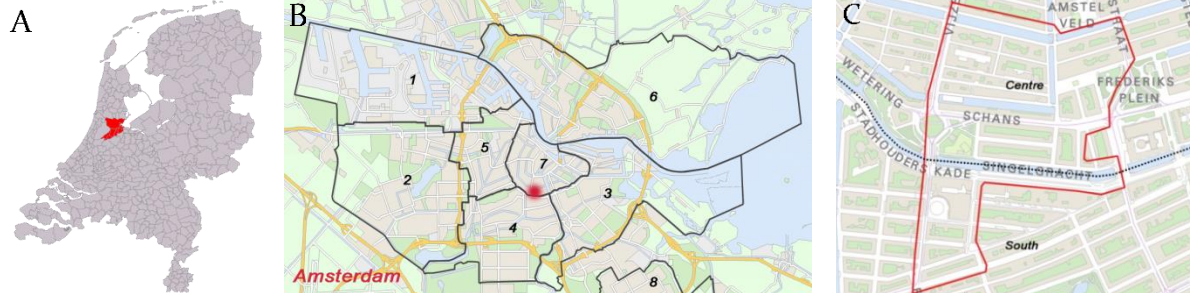 A
B
1
2
3
4
5
6
7
8
Amsterdam
C
AMSTEL
VELD
STRAAT
Centre
WETERING
SCHANS
FREDERIKS
PLEIN
STADHOUDERS KADE
SINGELGRACHT
South